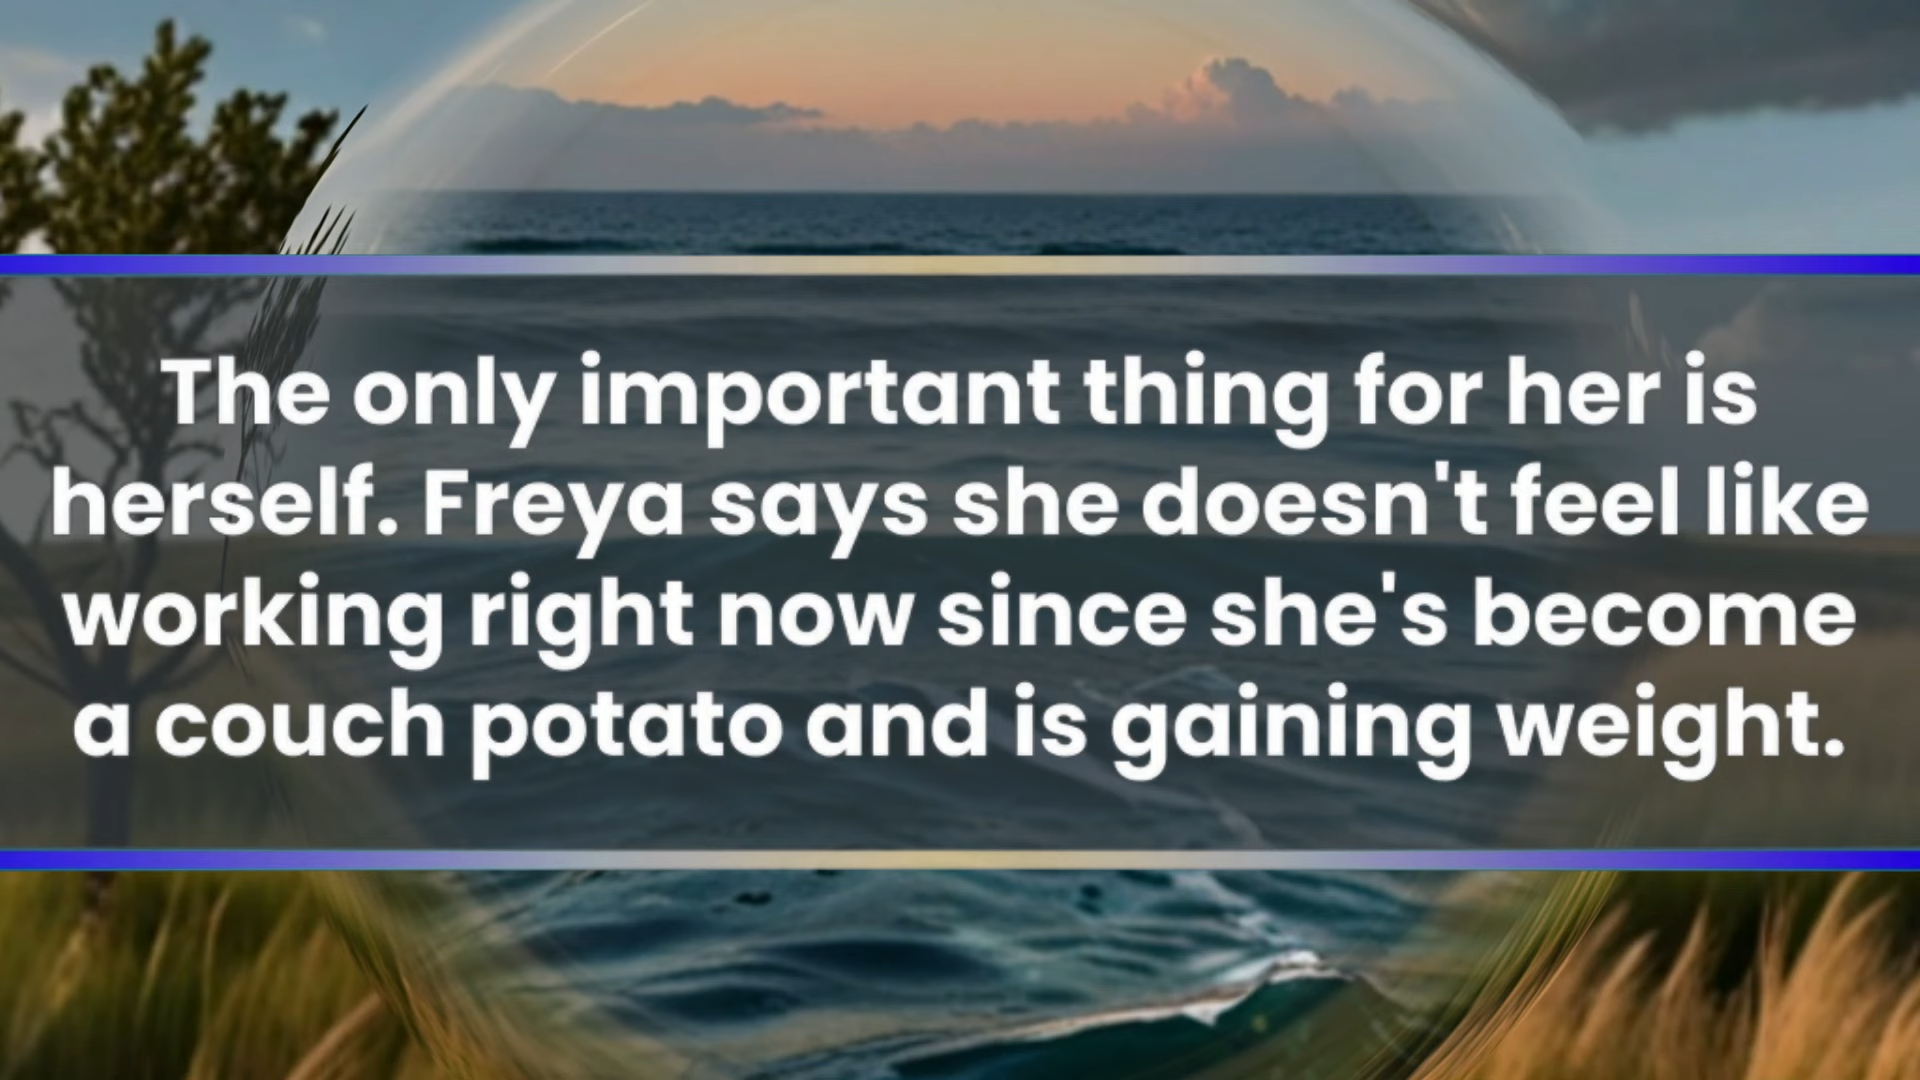 The only important thing for her is
herself. Freya says she doesn't feel like
working right now since she's become
a couch potato and is gaining weight.